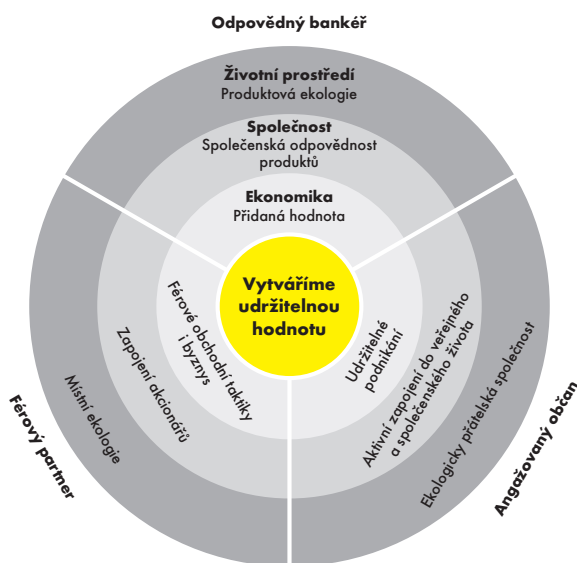 Odpovědný bankéř
Životní prostředí
Produktová ekologie
Společnost
Společenská odpovědnost
produktů
Ekonomika
Přidaná hodnota
Vytváříme
udržitelnou
hodnotu
Férové obchodní taktiky
i byznys
Zapojení akcionářů
Místní ekologie
Férový partner
Udržitelné
podnikání
Aktivní zapojení do veřejného
a společenského života
Ekologicky přátelská společnost
Angažovaný občan